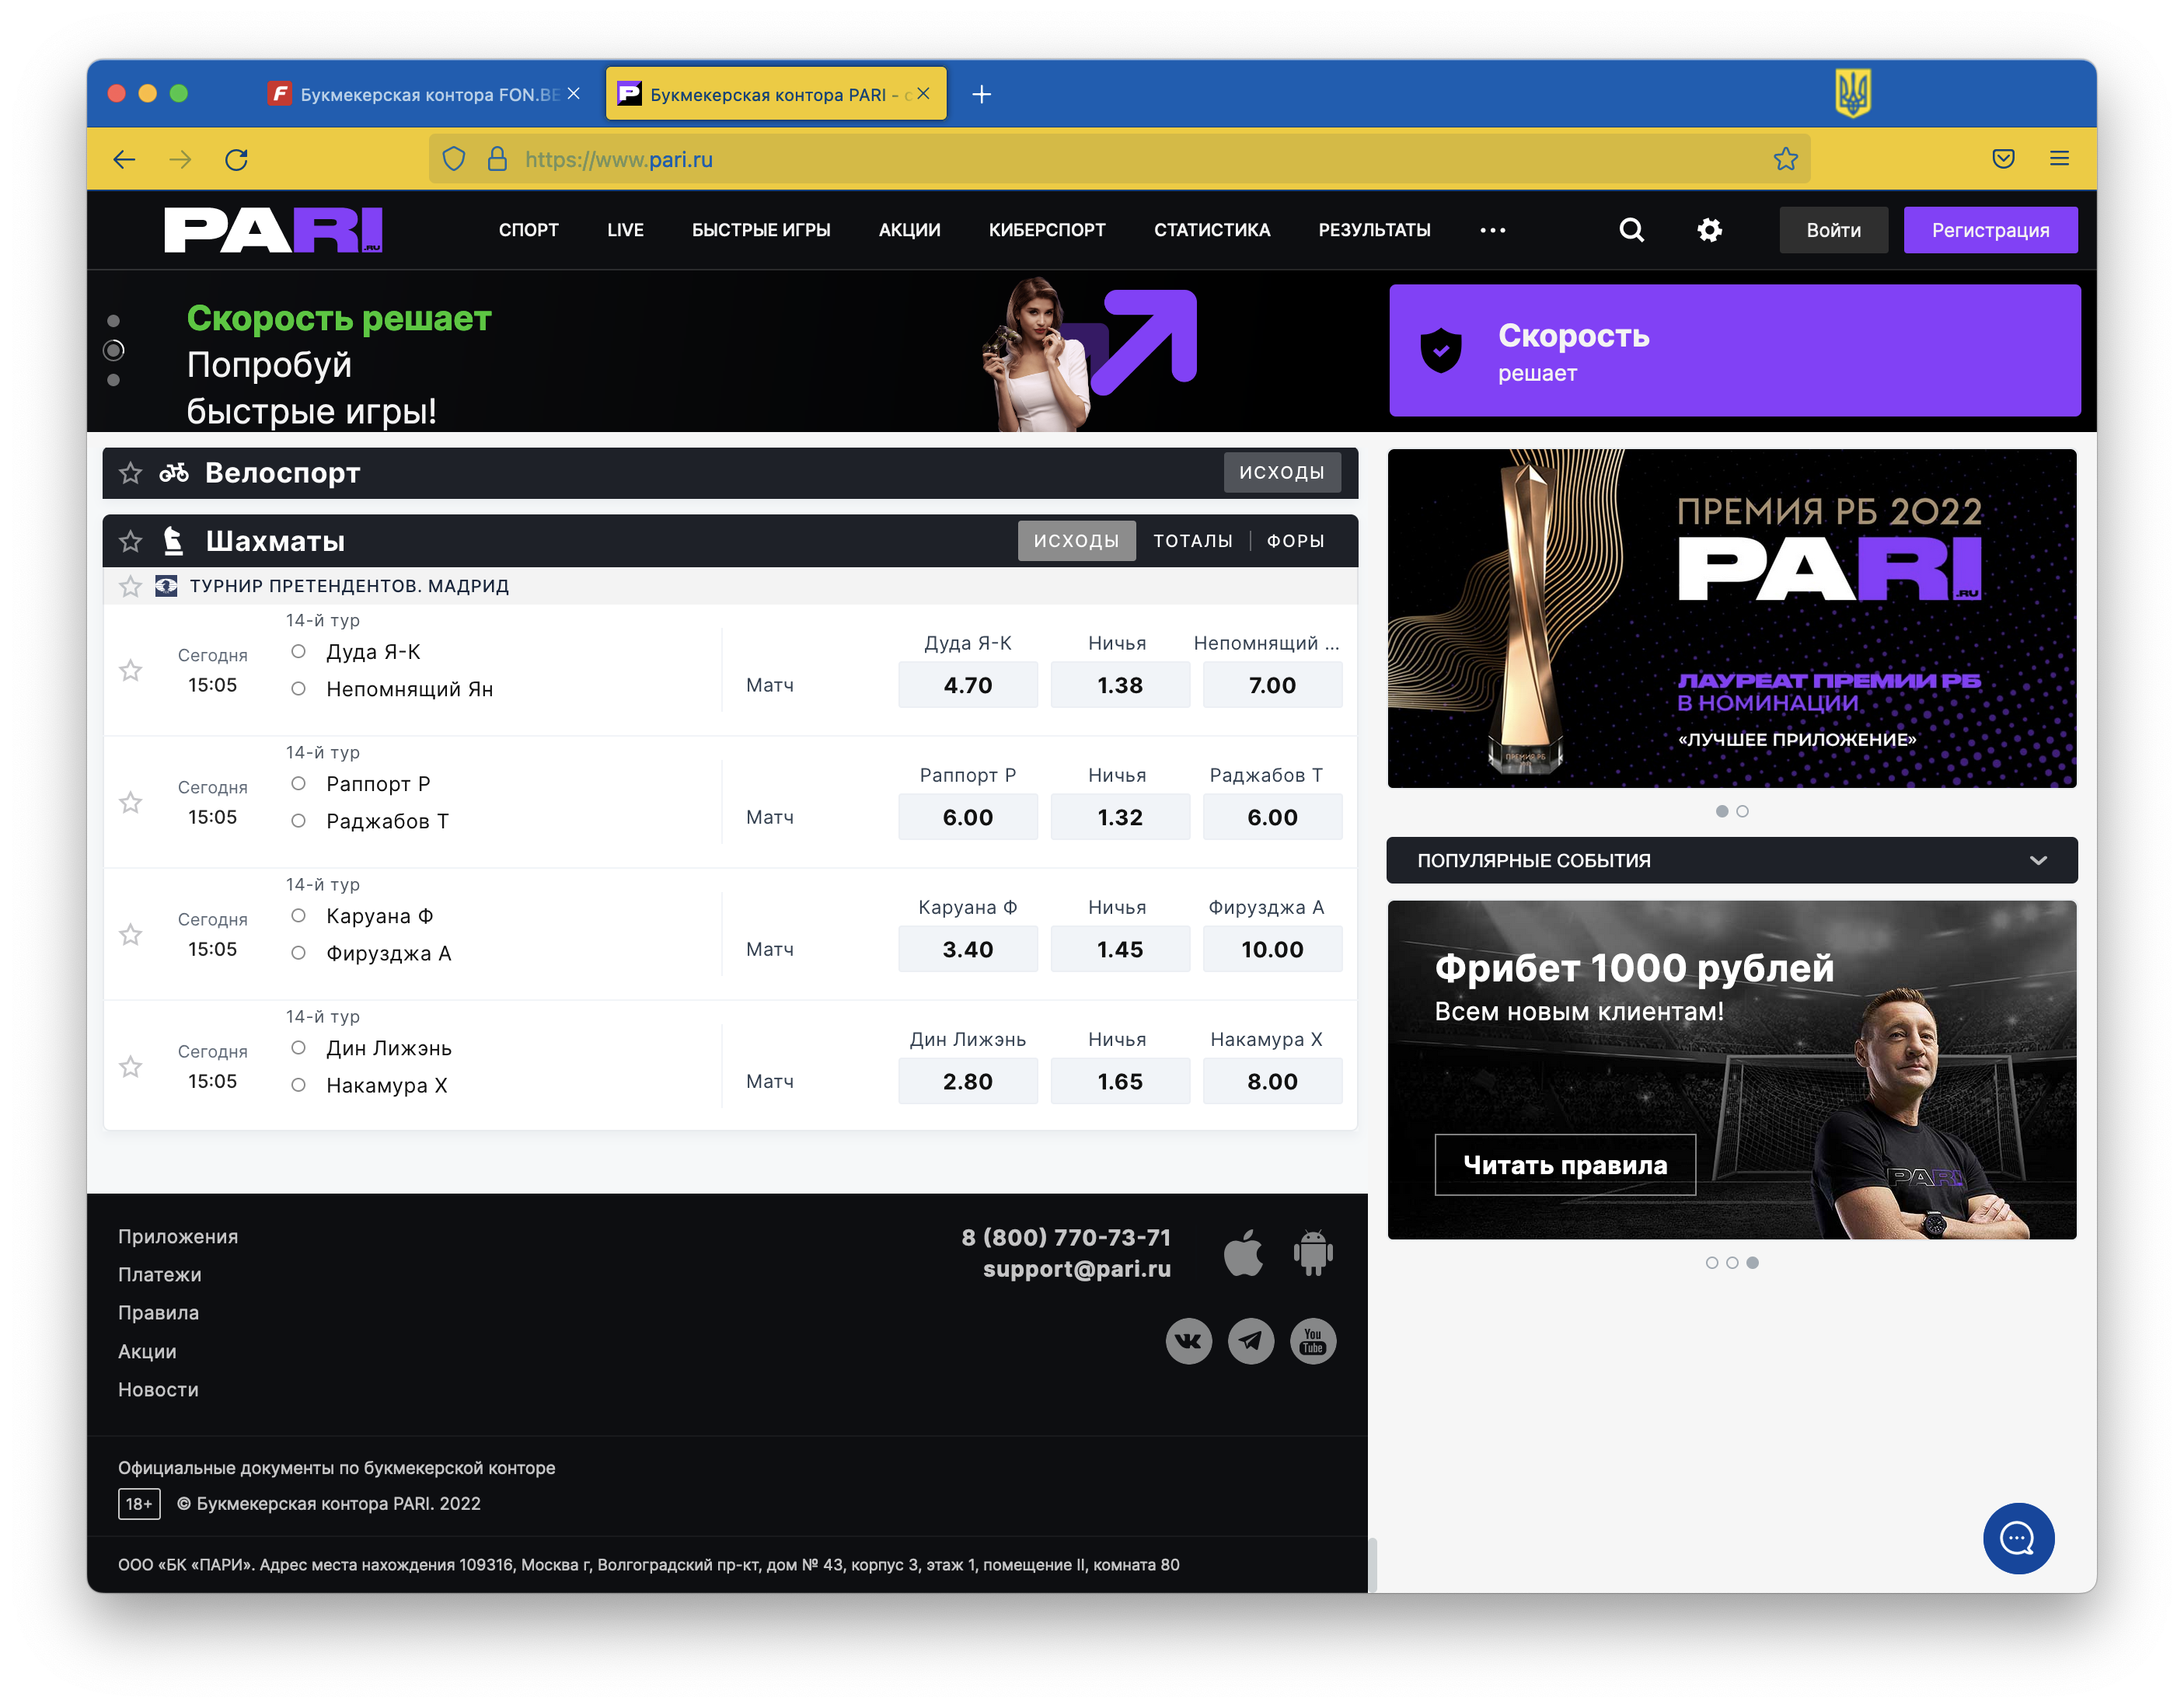 Букмекерская контора FON.BE
Букмекерская контора PARI - с
https://www.pari.ru
PARI.RU
СПОРТ
LIVE
БЫСТРЫЕ ИГРЫ
АКЦИИ
КИБЕРСПОРТ
СТАТИСТИКА
РЕЗУЛЬТАТЫ
Войти
Регистрация
Скорость решает
Попробуй
быстрые игры!
Скорость
решает
Велоспорт
ИСХОДЫ
Шахматы
ИСХОДЫ
ТОТАЛЫ
ФОРЫ
ТУРНИР ПРЕТЕНДЕНТОВ. МАДРИД
14-й тур
Сегодня
15:05
Дуда Я-К
Непомнящий Ян
Матч
Дуда Я-К
Ничья
Непомнящий ...
4.70
1.38
7.00
14-й тур
Сегодня
15:05
Раппорт Р
Раджабов Т
Матч
Раппорт Р
Ничья
Раджабов Т
6.00
1.32
6.00
14-й тур
Сегодня
15:05
Каруана Ф
Фирузджа А
Матч
Каруана Ф
Ничья
Фирузджа А
3.40
1.45
10.00
14-й тур
Сегодня
15:05
Дин Лижэнь
Накамура Х
Матч
Дин Лижэнь
Ничья
Накамура Х
2.80
1.65
8.00
ПРЕМИЯ РБ 2022
PARI.RU
ЛАУРЕАТ ПРЕМИИ РБ
В НОМИНАЦИИ
«ЛУЧШЕЕ ПРИЛОЖЕНИЕ»
ПРЕМИЯ РБ
ПОПУЛЯРНЫЕ СОБЫТИЯ
Фрибет 1000 рублей
Всем новым клиентам!
Читать правила
PARI
Приложения
Платежи
Правила
Акции
Новости
8 (800) 770-73-71
support@pari.ru
You
Tube
Официальные документы по букмекерской конторе
18+
© Букмекерская контора PARI. 2022
ООО «БК «ПАРИ». Адрес места нахождения 109316, Москва г, Волгоградский пр-кт, дом № 43, корпус 3, этаж 1, помещение II, комната 80